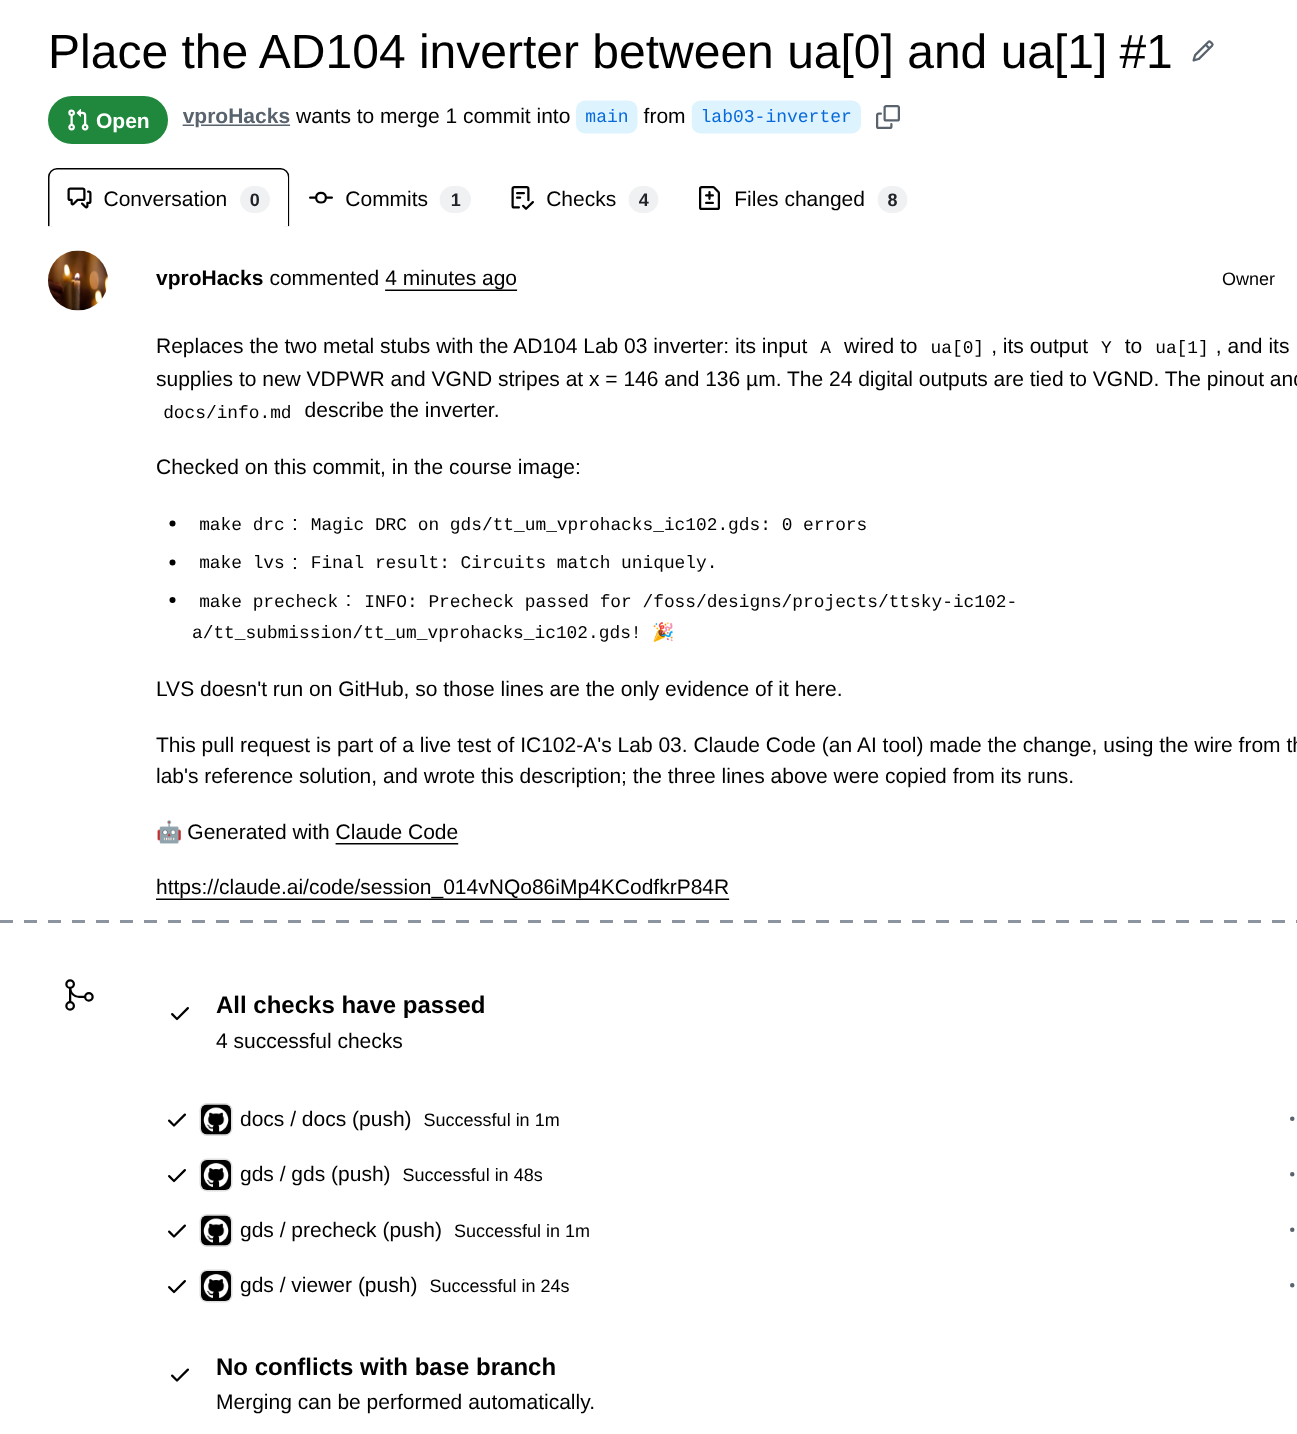 Place the AD104 inverter between ua[0] and ua[1] #1
Open vproHacks wants to merge 1 commit into main from lab03-inverter
Conversation 0 Commits 1 Checks 4 Files changed 8
vproHacks commented 4 minutes ago Owner
Replaces the two metal stubs with the AD104 Lab 03 inverter: its input A wired to ua[0] , its output Y to ua[1] , and its
supplies to new VDPWR and VGND stripes at x = 146 and 136 µm. The 24 digital outputs are tied to VGND. The pinout and
docs/info.md describe the inverter.
Checked on this commit, in the course image:
• make drc : Magic DRC on gds/tt_um_vprohacks_ic102.gds: 0 errors
• make lvs : Final result: Circuits match uniquely.
• make precheck : INFO: Precheck passed for /foss/designs/projects/ttsky-ic102-
a/tt_submission/tt_um_vprohacks_ic102.gds! 🎉
LVS doesn't run on GitHub, so those lines are the only evidence of it here.
This pull request is part of a live test of IC102-A's Lab 03. Claude Code (an AI tool) made the change, using the wire from th
lab's reference solution, and wrote this description; the three lines above were copied from its runs.
🤖 Generated with Claude Code
https://claude.ai/code/session_014vNQo86iMp4KCodfkrP84R
All checks have passed
4 successful checks
docs / docs (push) Successful in 1m
gds / gds (push) Successful in 48s
gds / precheck (push) Successful in 1m
gds / viewer (push) Successful in 24s
No conflicts with base branch
Merging can be performed automatically.